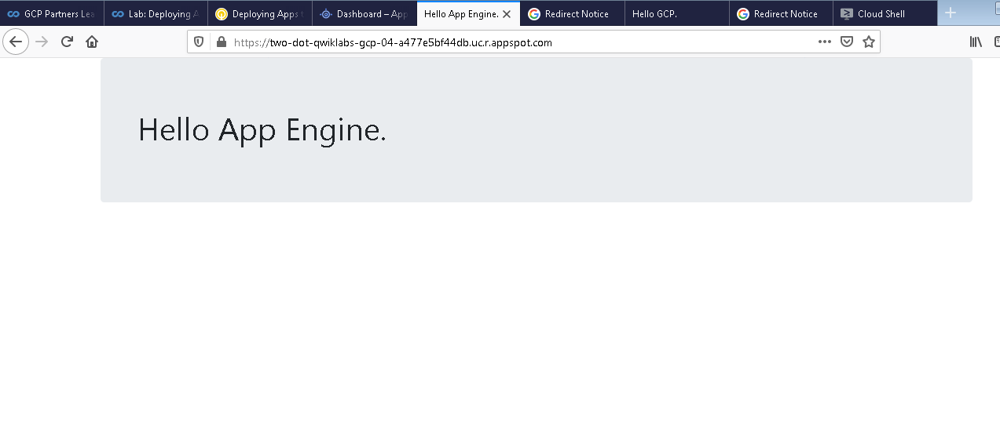 GCP Partners Lea
Lab: Deploying A
Deploying Apps t
Dashboard – App
Hello App Engine.
Redirect Notice
Hello GCP.
Redirect Notice
Cloud Shell
https://two-dot-qwiklabs-gcp-04-a477e5bf44db.uc.r.appspot.com
Hello App Engine.